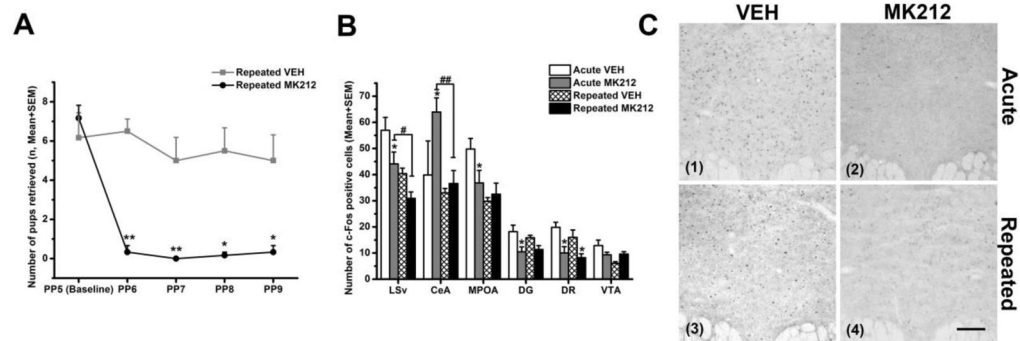 A
Repeated VEH
Repeated MK212
Number of pups retrieved (n, Mean+SEM)
8
6
4
2
0
**
**
*
*
PP5 (Baseline)
PP6
PP7
PP8
PP9
B
Acute VEH
Acute MK212
Repeated VEH
Repeated MK212
Number of c-Fos positive cells (Mean+SEM)
70
60
50
40
30
20
10
0
#
##
*
*
*
*
*
*
LSv
CeA
MPOA
DG
DR
VTA
C
VEH
MK212
Acute
Repeated
(1)
(2)
(3)
(4)